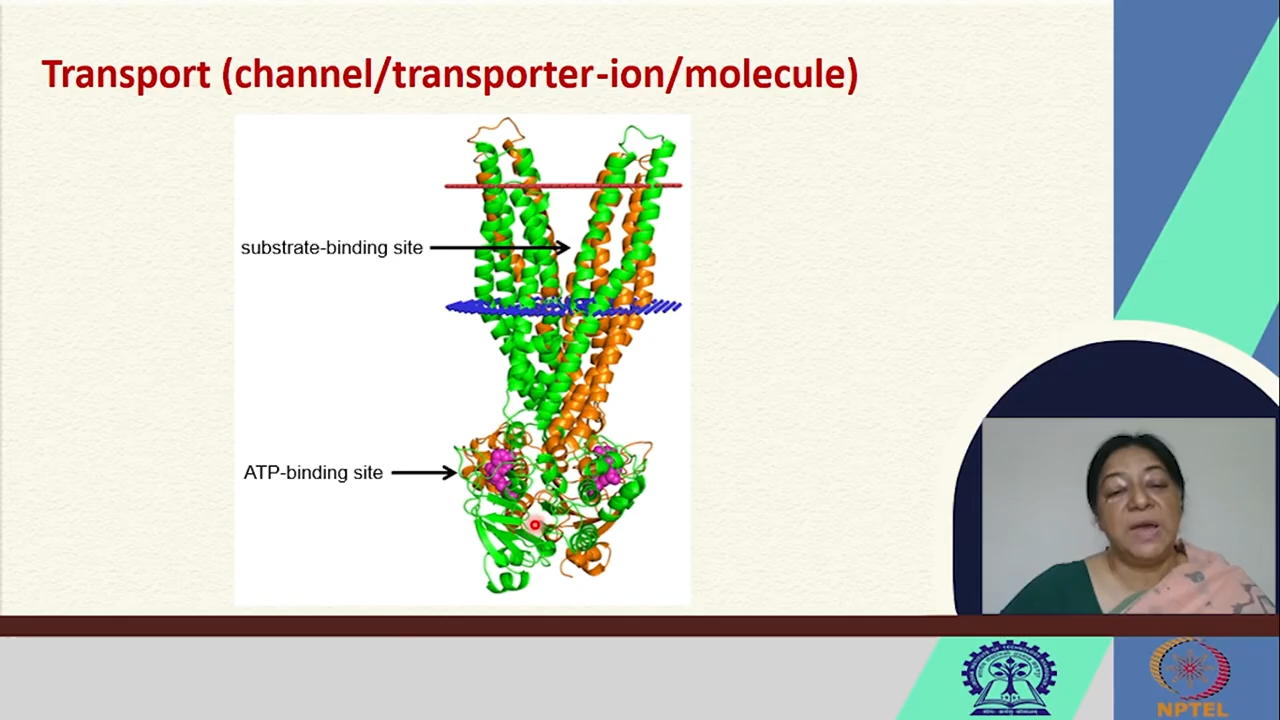 Transport (channel/transporter-ion/molecule)
substrate-binding site
ATP-binding site
NPTEL